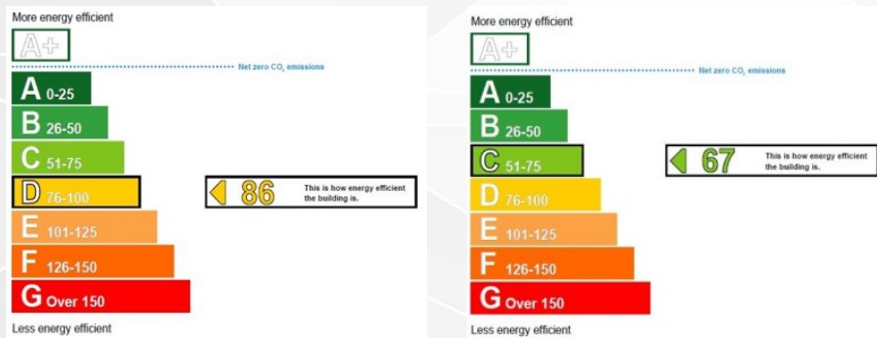 More energy efficient
A+
Net zero CO₂ emissions
A 0-25
B 26-50
C 51-75
D 76-100
86
This is how energy efficient
the building is.
E 101-125
F 126-150
G Over 150
Less energy efficient
More energy efficient
A+
Net zero CO₂ emissions
A 0-25
B 26-50
C 51-75
67
This is how energy efficient
the building is.
D 76-100
E 101-125
F 126-150
G Over 150
Less energy efficient